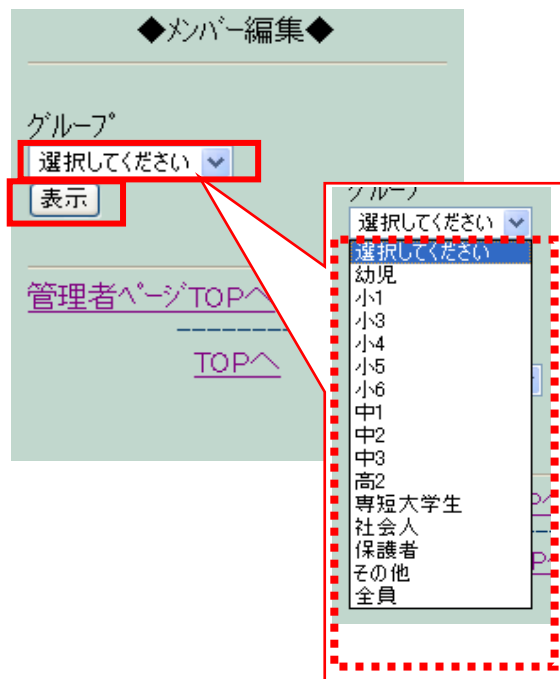 ◆メンバー編集◆
グループ
選択してください
表示
管理者ページTOPへ
TOPへ
グループ
選択してください
選択してください
幼児
小1
小3
小4
小5
小6
中1
中2
中3
高2
専短大学生
社会人
保護者
その他
全員